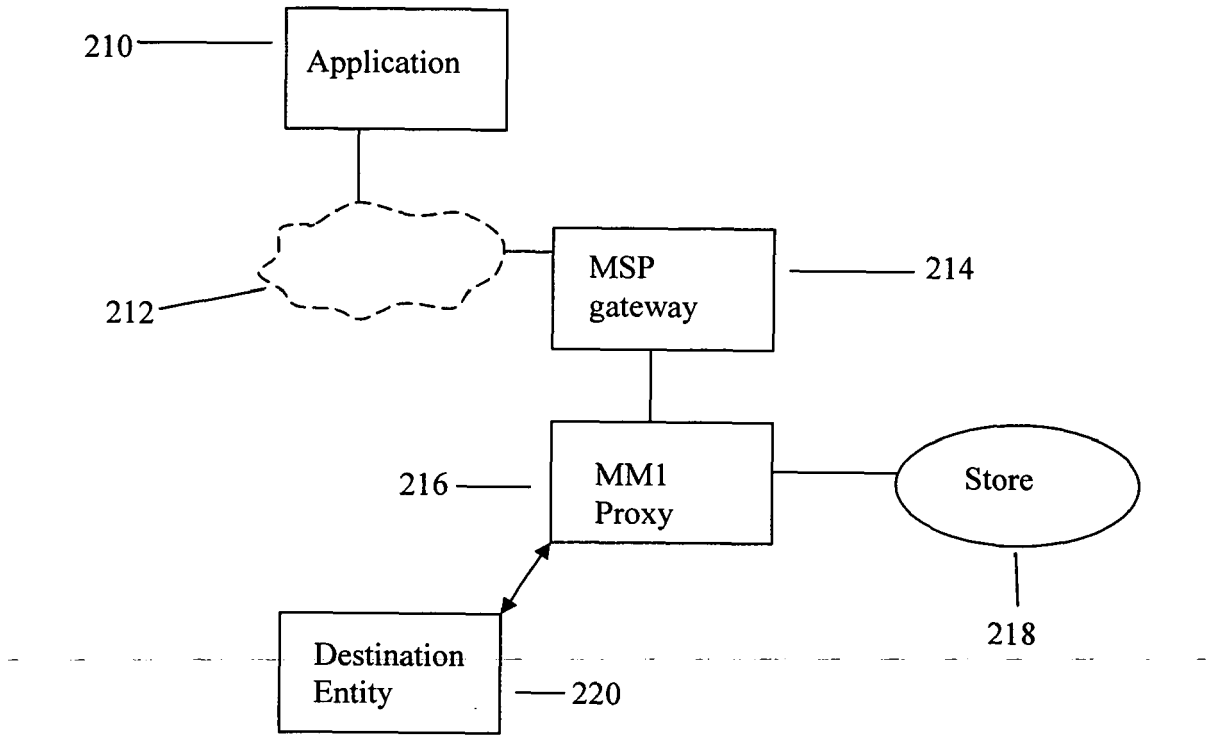 210
Application
212
MSP
gateway
214
216
MM1
Proxy
Store
218
Destination
Entity
220